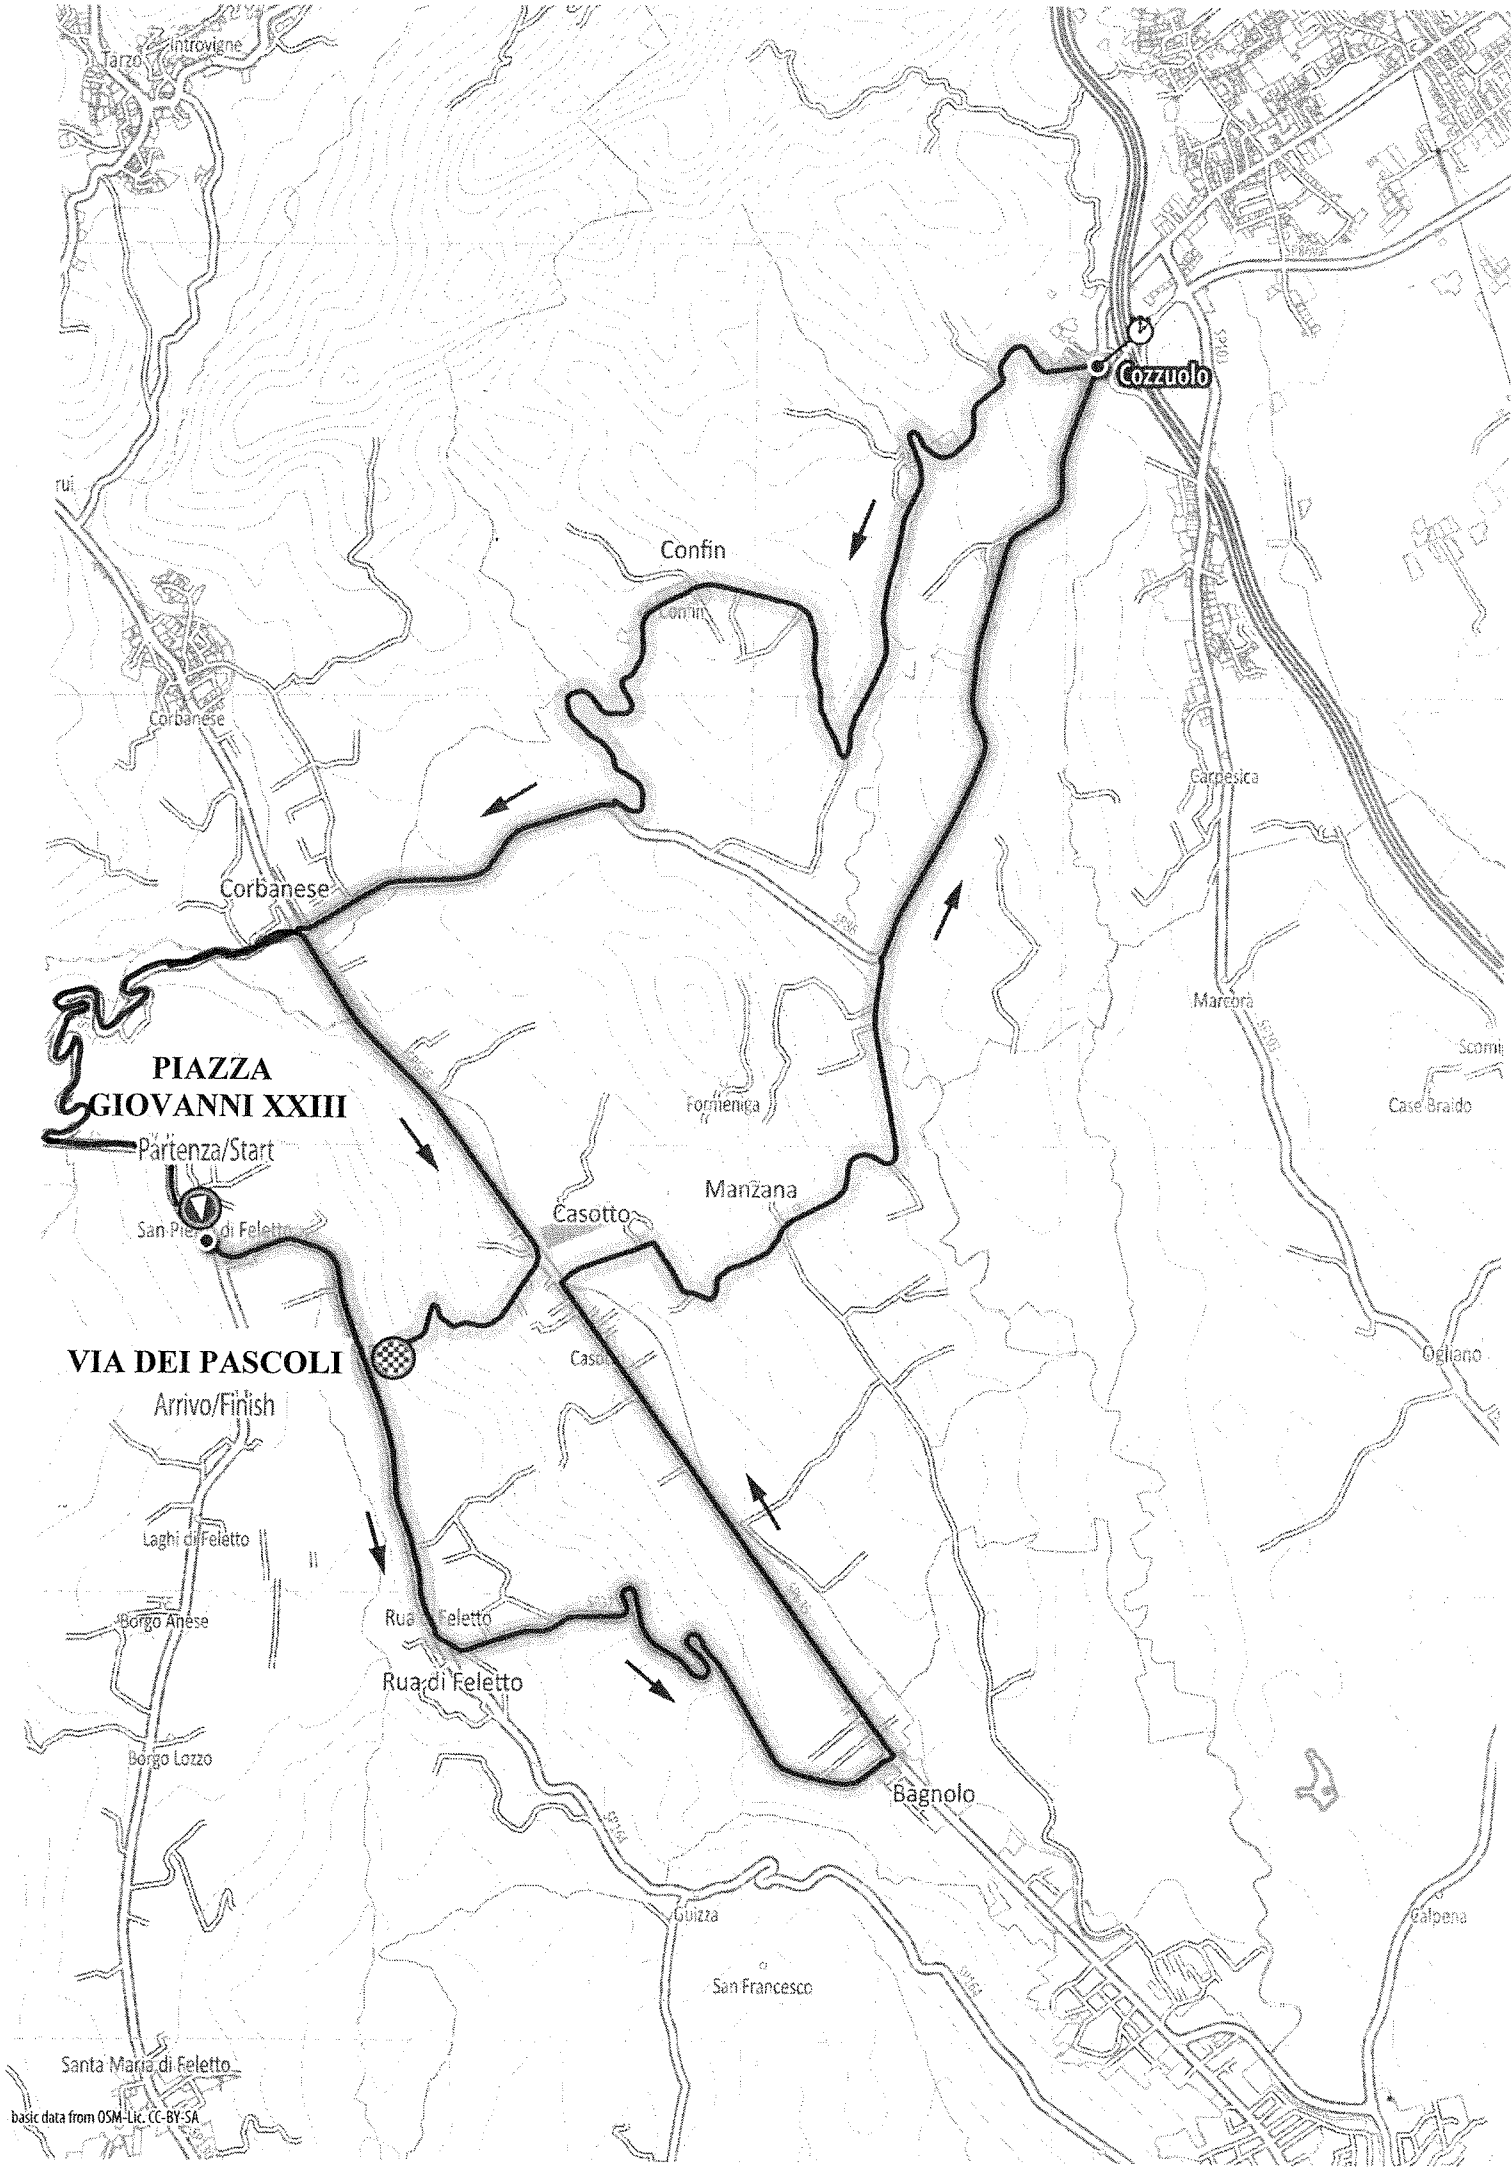 Introvigne
Tarzo
Cozzuolo
rui
Confin
Confin
Corbanese
Carpesica
Corbanese
Marcorà
Scomi
PIAZZA
GIOVANNI XXIII
Formeniga
Case Braido
Partenza/Start
Manzana
Casotto
San Pie di Feletto
VIA DEI PASCOLI
Arrivo/Finish
Ogliano
Laghi di Feletto
Borgo Anese
Rua Feletto
Rua di Feletto
Borgo Lozzo
Bagnolo
Guizza
Calpena
San Francesco
Santa Maria di Feletto
basic data from OSM-Lic. CC-BY-SA